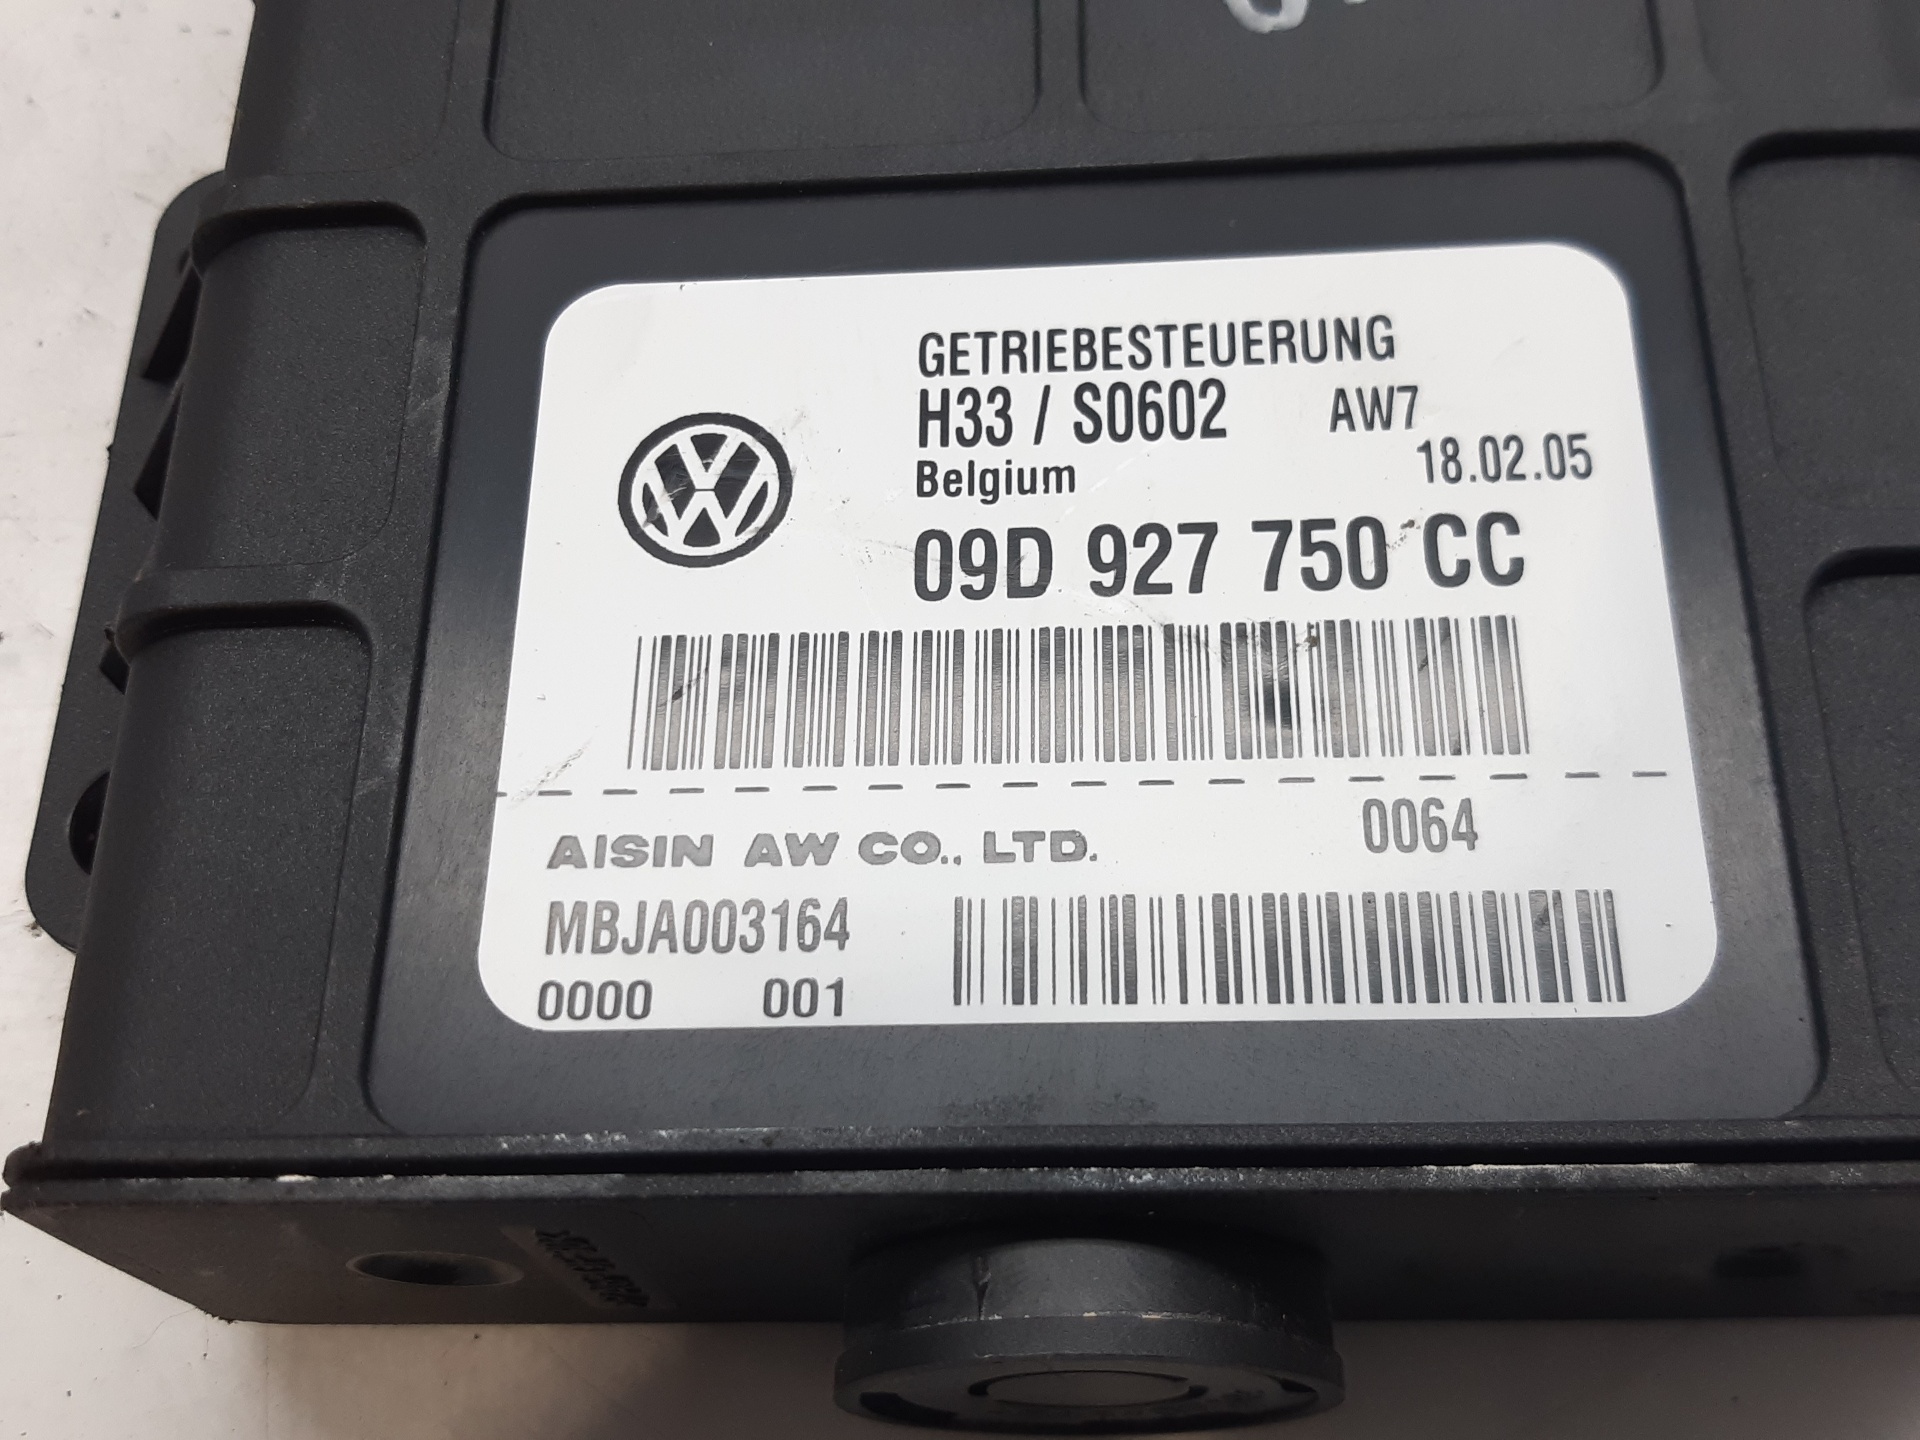 GETRIEBESTEUERUNG
H33 / S0602 AW7
Belgium 18.02.05
09D 927 750 CC
AISIN AW CO., LTD. 0064
MBJA003164
0000 001